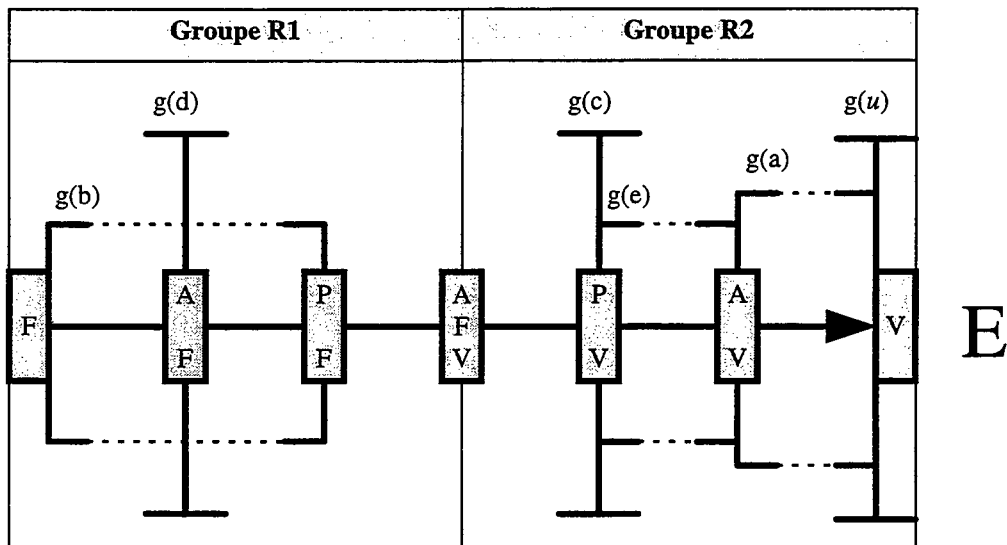 Groupe R1 Groupe R2
g(d) g(c) g(u)
g(b) g(e) g(a)
F A F P F A F V P V A V V E